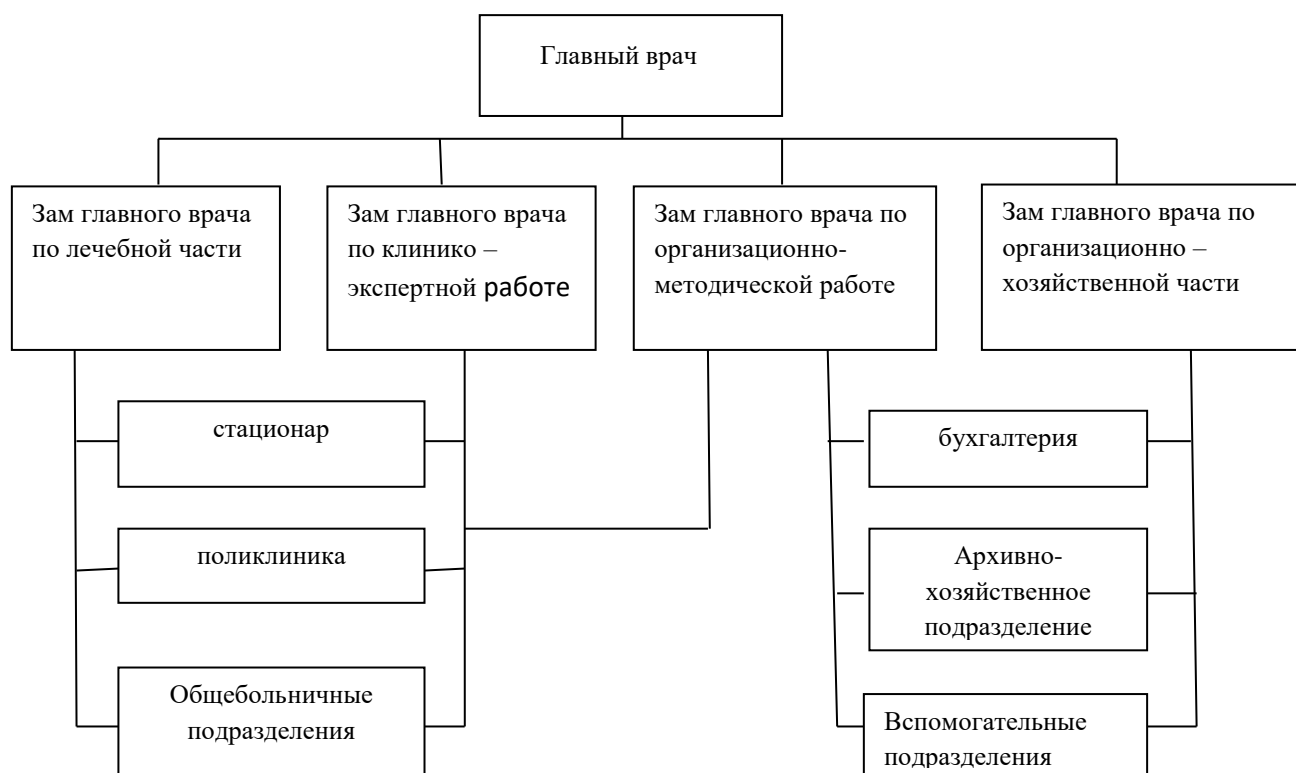 Главный врач
Зам главного врача
по лечебной части
Зам главного врача
по клинико –
экспертной работе
Зам главного врача по
организационно-
методической работе
Зам главного врача по
организационно –
хозяйственной части
стационар
бухгалтерия
поликлиника
Архивно-
хозяйственное
подразделение
Общебольничные
подразделения
Вспомогательные
подразделения